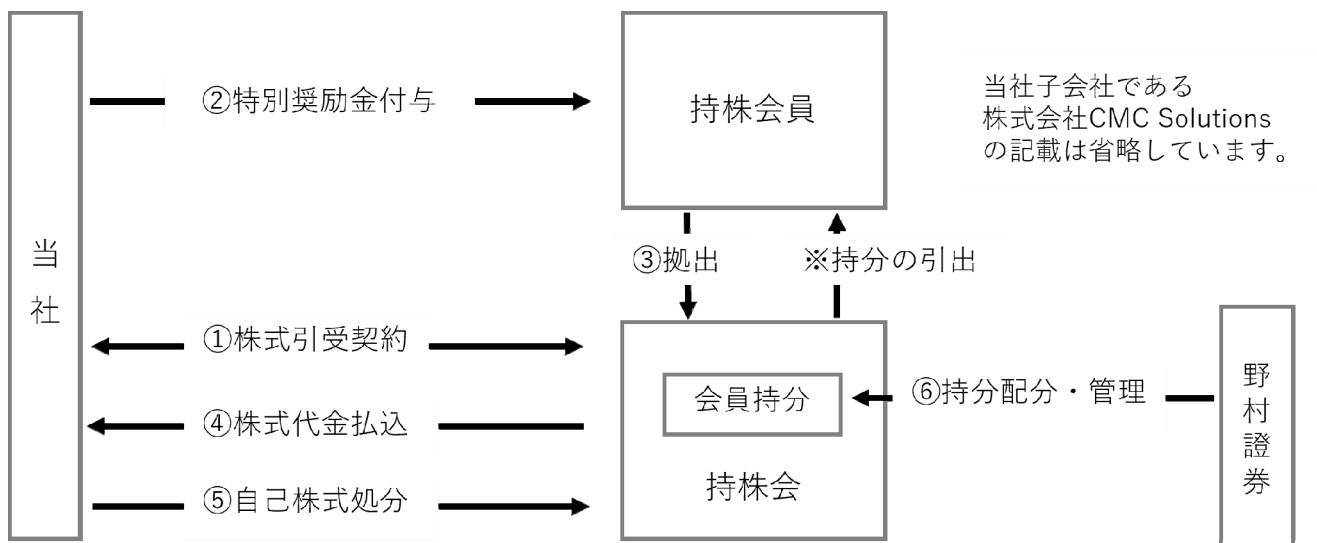 ②特別奨励金付与
持株会員
当社子会社である
株式会社CMC Solutions
の記載は省略しています。
当社
③拠出
※持分の引出
①株式引受契約
会員持分
⑥持分配分・管理
野村證券
④株式代金払込
持株会
⑤自己株式処分